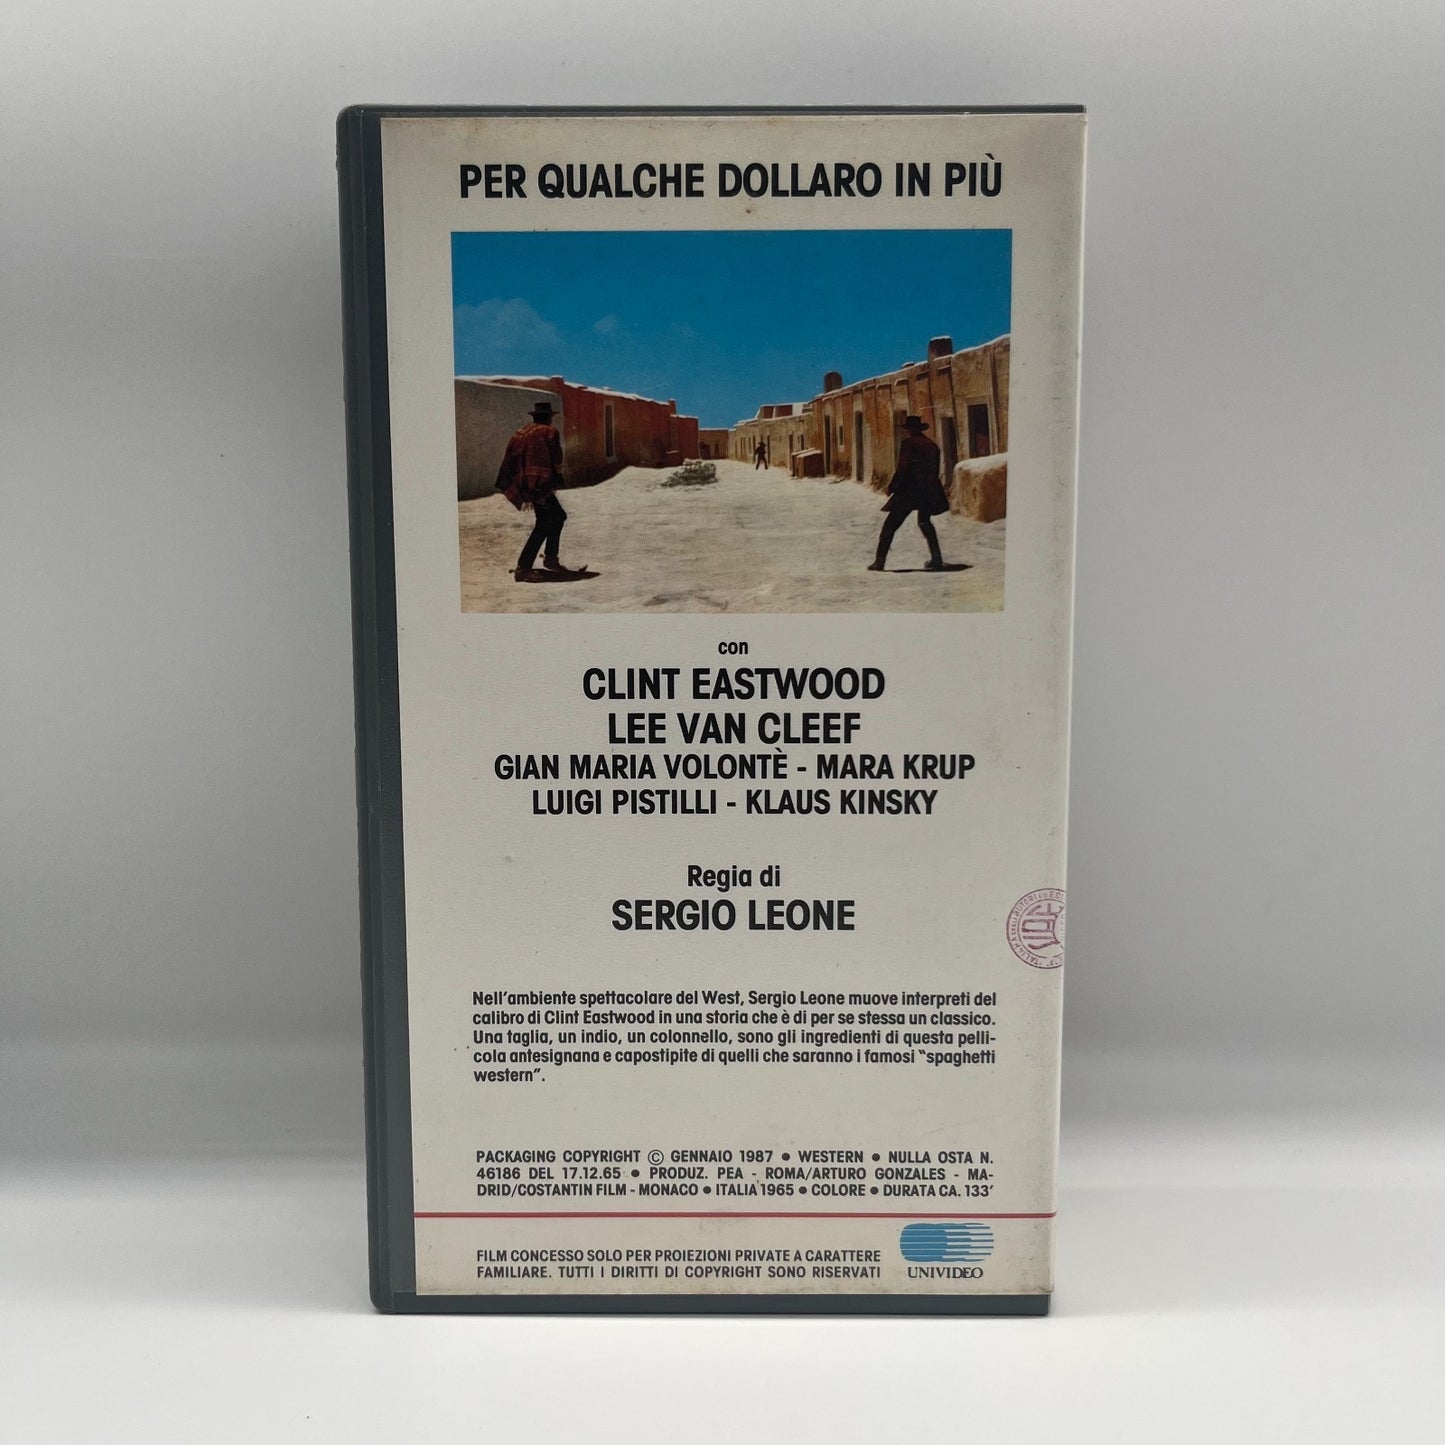 PER QUALCHE DOLLARO IN PIÙ
con
CLINT EASTWOOD
LEE VAN CLEEF
GIAN MARIA VOLONTÈ - MARA KRUP
LUIGI PISTILLI - KLAUS KINSKY
Regia di
SERGIO LEONE
Nell'ambiente spettacolare del West, Sergio Leone muove interpreti del
calibro di Clint Eastwood in una storia che è di per se stessa un classico.
Una taglia, un indio, un colonnello, sono gli ingredienti di questa pelli-
cola antesignana e capostipite di quelli che saranno i famosi "spaghetti
western".
PACKAGING COPYRIGHT © GENNAIO 1987 • WESTERN • NULLA OSTA N.
46186 DEL 17.12.65 • PRODUZ. PEA - ROMA/ARTURO GONZALES - MA-
DRID/COSTANTIN FILM - MONACO • ITALIA 1965 • COLORE • DURATA CA. 133'
FILM CONCESSO SOLO PER PROIEZIONI PRIVATE A CARATTERE
FAMILIARE. TUTTI I DIRITTI DI COPYRIGHT SONO RISERVATI
UNIVIDEO